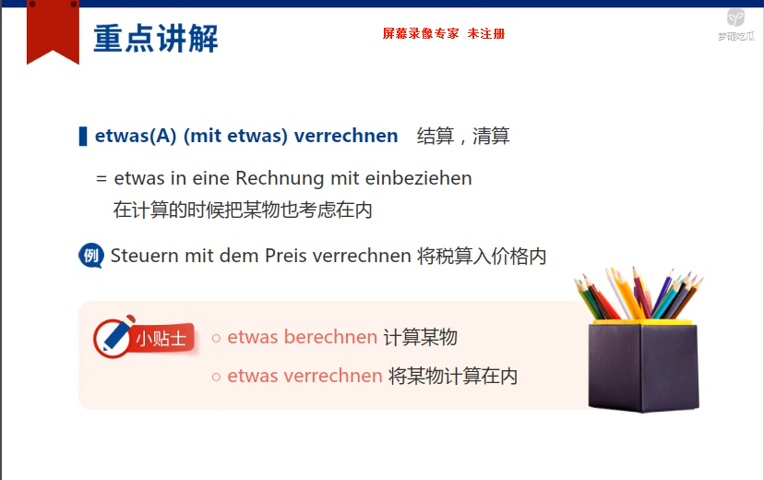 重点讲解
屏幕录像专家 未注册
梦砸吃瓜
etwas(A) (mit etwas) verrechnen 结算，清算
= etwas in eine Rechnung mit einbeziehen
在计算的时候把某物也考虑在内
例 Steuern mit dem Preis verrechnen 将税算入价格内
小贴士
○ etwas berechnen 计算某物
○ etwas verrechnen 将某物计算在内